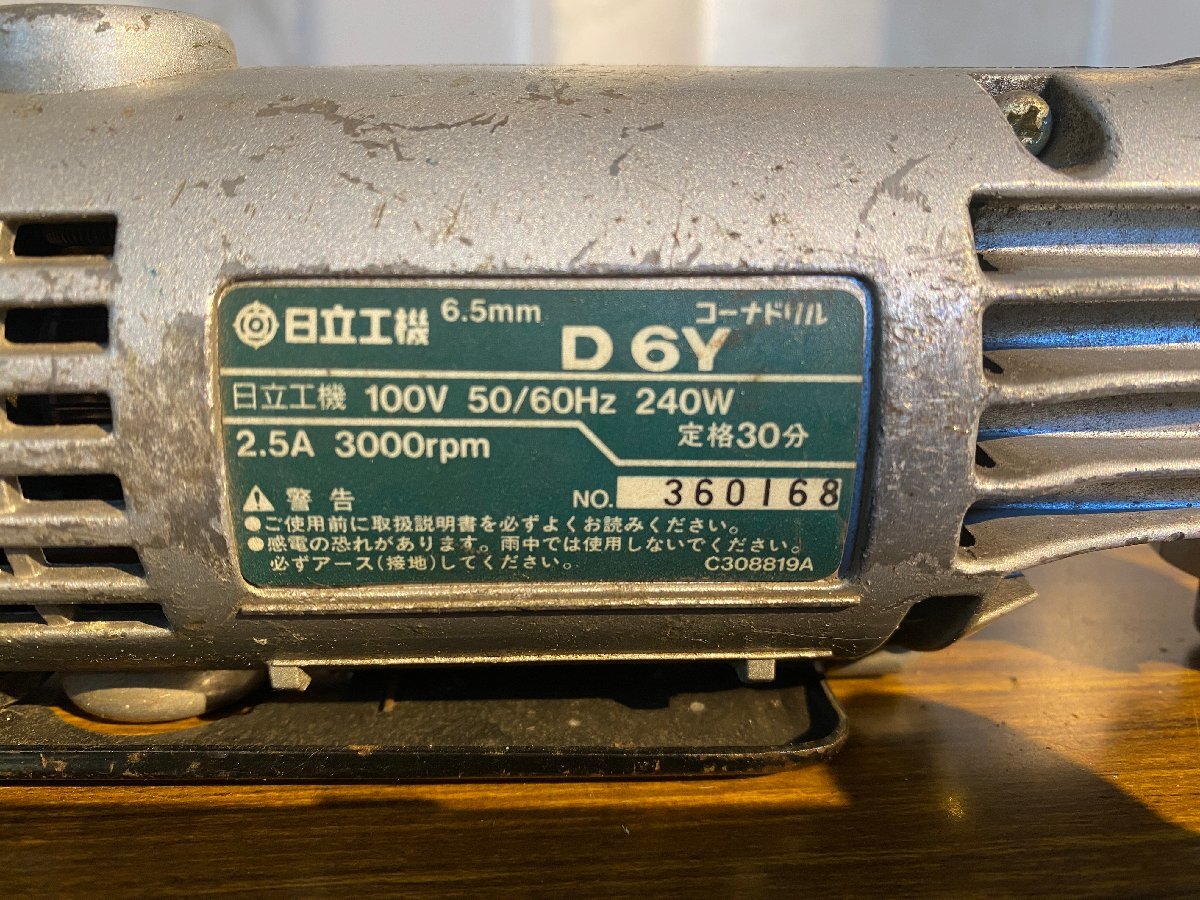 日立工機 6.5mm コーナドリル
D 6Y
日立工機 100V 50/60Hz 240W
2.5A 3000rpm 定格30分
警告 NO. 360168
●ご使用前に取扱説明書を必ずよくお読みください。
●感電の恐れがあります。雨中では使用しないでください。
必ずアース(接地)してください。 C308819A